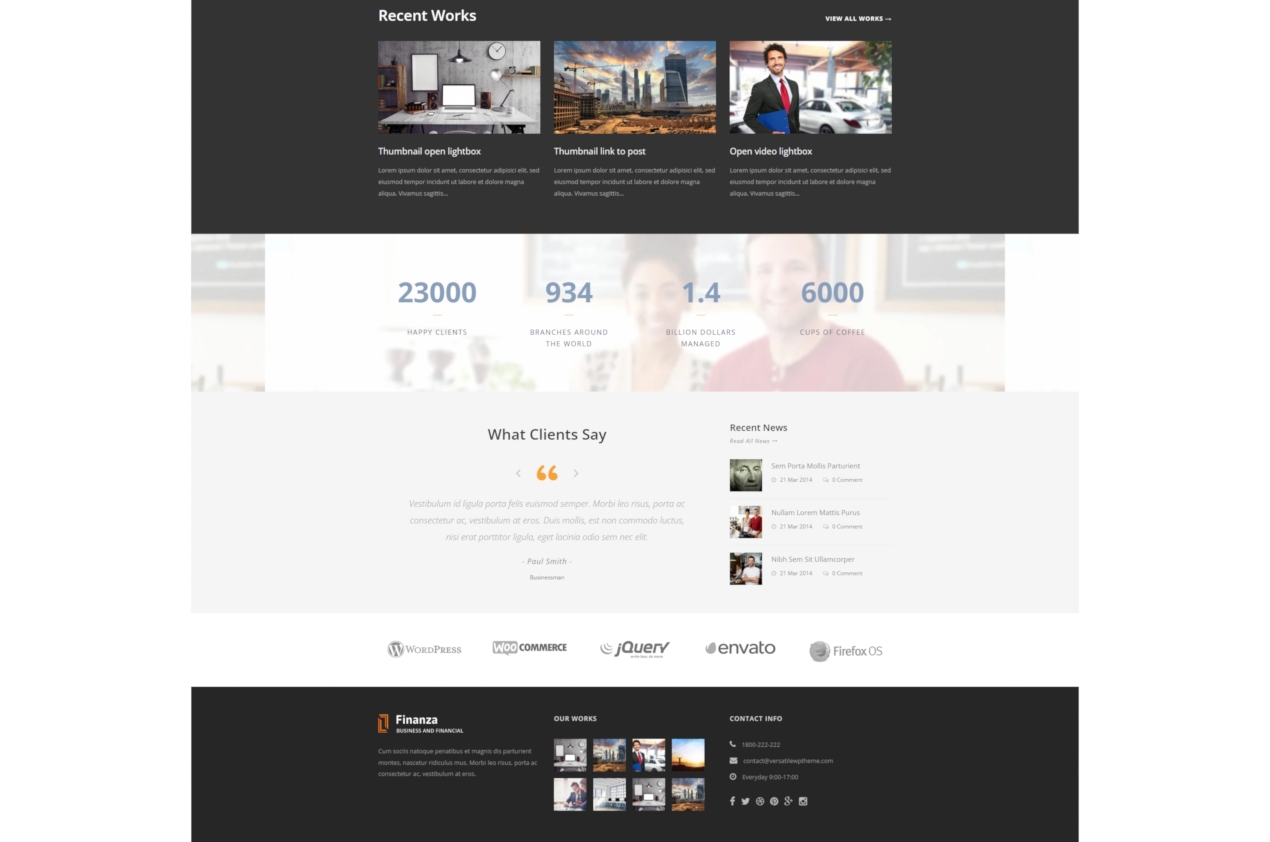 Recent Works
VIEW ALL WORKS →
Thumbnail open lightbox
Lorem ipsum dolor sit amet, consectetur adipisici elit, sed
eiusmod tempor incidunt ut labore et dolore magna
aliqua. Vivamus sagittis...
Thumbnail link to post
Lorem ipsum dolor sit amet, consectetur adipisici elit, sed
eiusmod tempor incidunt ut labore et dolore magna
aliqua. Vivamus sagittis...
Open video lightbox
Lorem ipsum dolor sit amet, consectetur adipisici elit, sed
eiusmod tempor incidunt ut labore et dolore magna
aliqua. Vivamus sagittis...
23000
HAPPY CLIENTS
934
BRANCHES AROUND
THE WORLD
1.4
BILLION DOLLARS
MANAGED
6000
CUPS OF COFFEE
What Clients Say
Vestibulum id ligula porta felis euismod semper. Morbi leo risus, porta ac
consectetur ac, vestibulum at eros. Duis mollis, est non commodo luctus,
nisi erat porttitor ligula, eget lacinia odio sem nec elit.
- Paul Smith -
Businessman
Recent News
Read All News →
Sem Porta Mollis Parturient
21 Mar 2014 0 Comment
Nullam Lorem Mattis Purus
21 Mar 2014 0 Comment
Nibh Sem Sit Ullamcorper
21 Mar 2014 0 Comment
WORDPRESS
WOO COMMERCE
jQuery
envato
Firefox OS
Finanza
BUSINESS AND FINANCIAL
Cum sociis natoque penatibus et magnis dis parturient
montes, nascetur ridiculus mus. Morbi leo risus, porta ac
consectetur ac, vestibulum at eros.
OUR WORKS
CONTACT INFO
1800-222-222
contact@versatilewptheme.com
Everyday 9:00-17:00